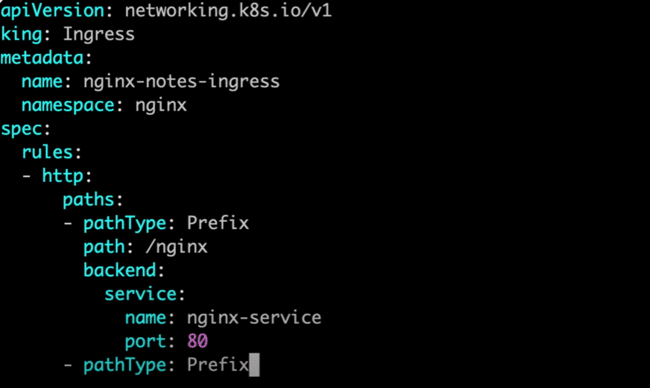 apiVersion: networking.k8s.io/v1
king: Ingress
metadata:
  name: nginx-notes-ingress
  namespace: nginx
spec:
  rules:
  - http:
      paths:
      - pathType: Prefix
        path: /nginx
        backend:
          service:
            name: nginx-service
            port: 80
      - pathType: Prefix